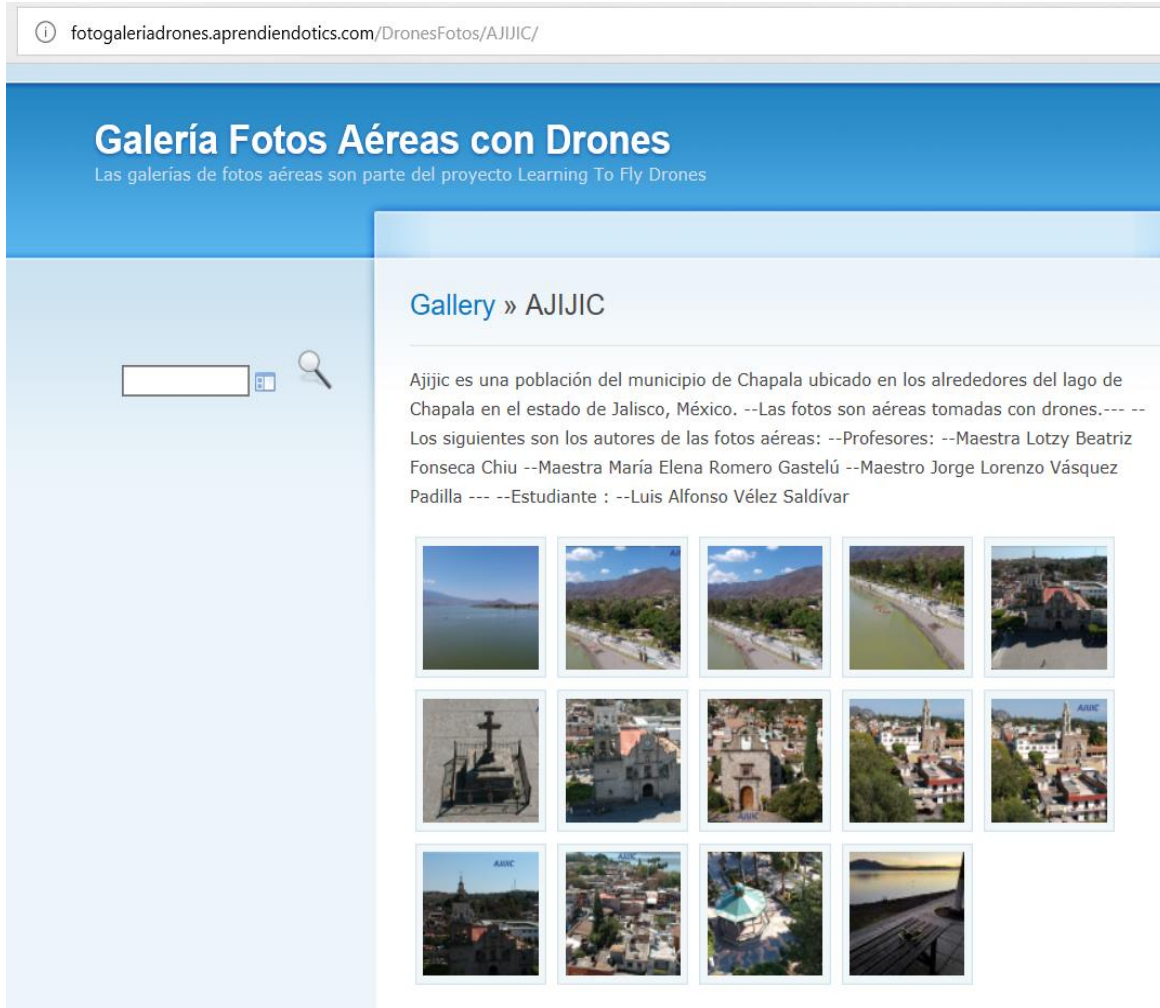 fotogaleriadrones.aprendiendotics.com/DronesFotos/AJIJIC/
Galería Fotos Aéreas con Drones
Las galerías de fotos aéreas son parte del proyecto Learning To Fly Drones
Gallery » AJIJIC
Ajijic es una población del municipio de Chapala ubicado en los alrededores del lago de
Chapala en el estado de Jalisco, México. --Las fotos son aéreas tomadas con drones.--- --
Los siguientes son los autores de las fotos aéreas: --Profesores: --Maestra Lotzy Beatriz
Fonseca Chiu --Maestra María Elena Romero Gastelú --Maestro Jorge Lorenzo Vásquez
Padilla --- --Estudiante : --Luis Alfonso Vélez Saldívar
AJIJIC
AJIJIC
AJIJIC
AJIJIC